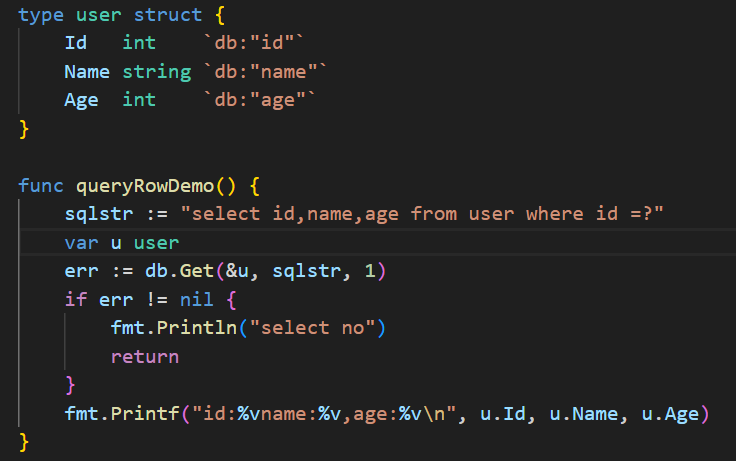 type user struct {
    Id   int    `db:"id"`
    Name string `db:"name"`
    Age  int    `db:"age"`
}

func queryRowDemo() {
    sqlstr := "select id,name,age from user where id =?"
    var u user
    err := db.Get(&u, sqlstr, 1)
    if err != nil {
        fmt.Println("select no")
        return
    }
    fmt.Printf("id:%vname:%v,age:%v\n", u.Id, u.Name, u.Age)
}